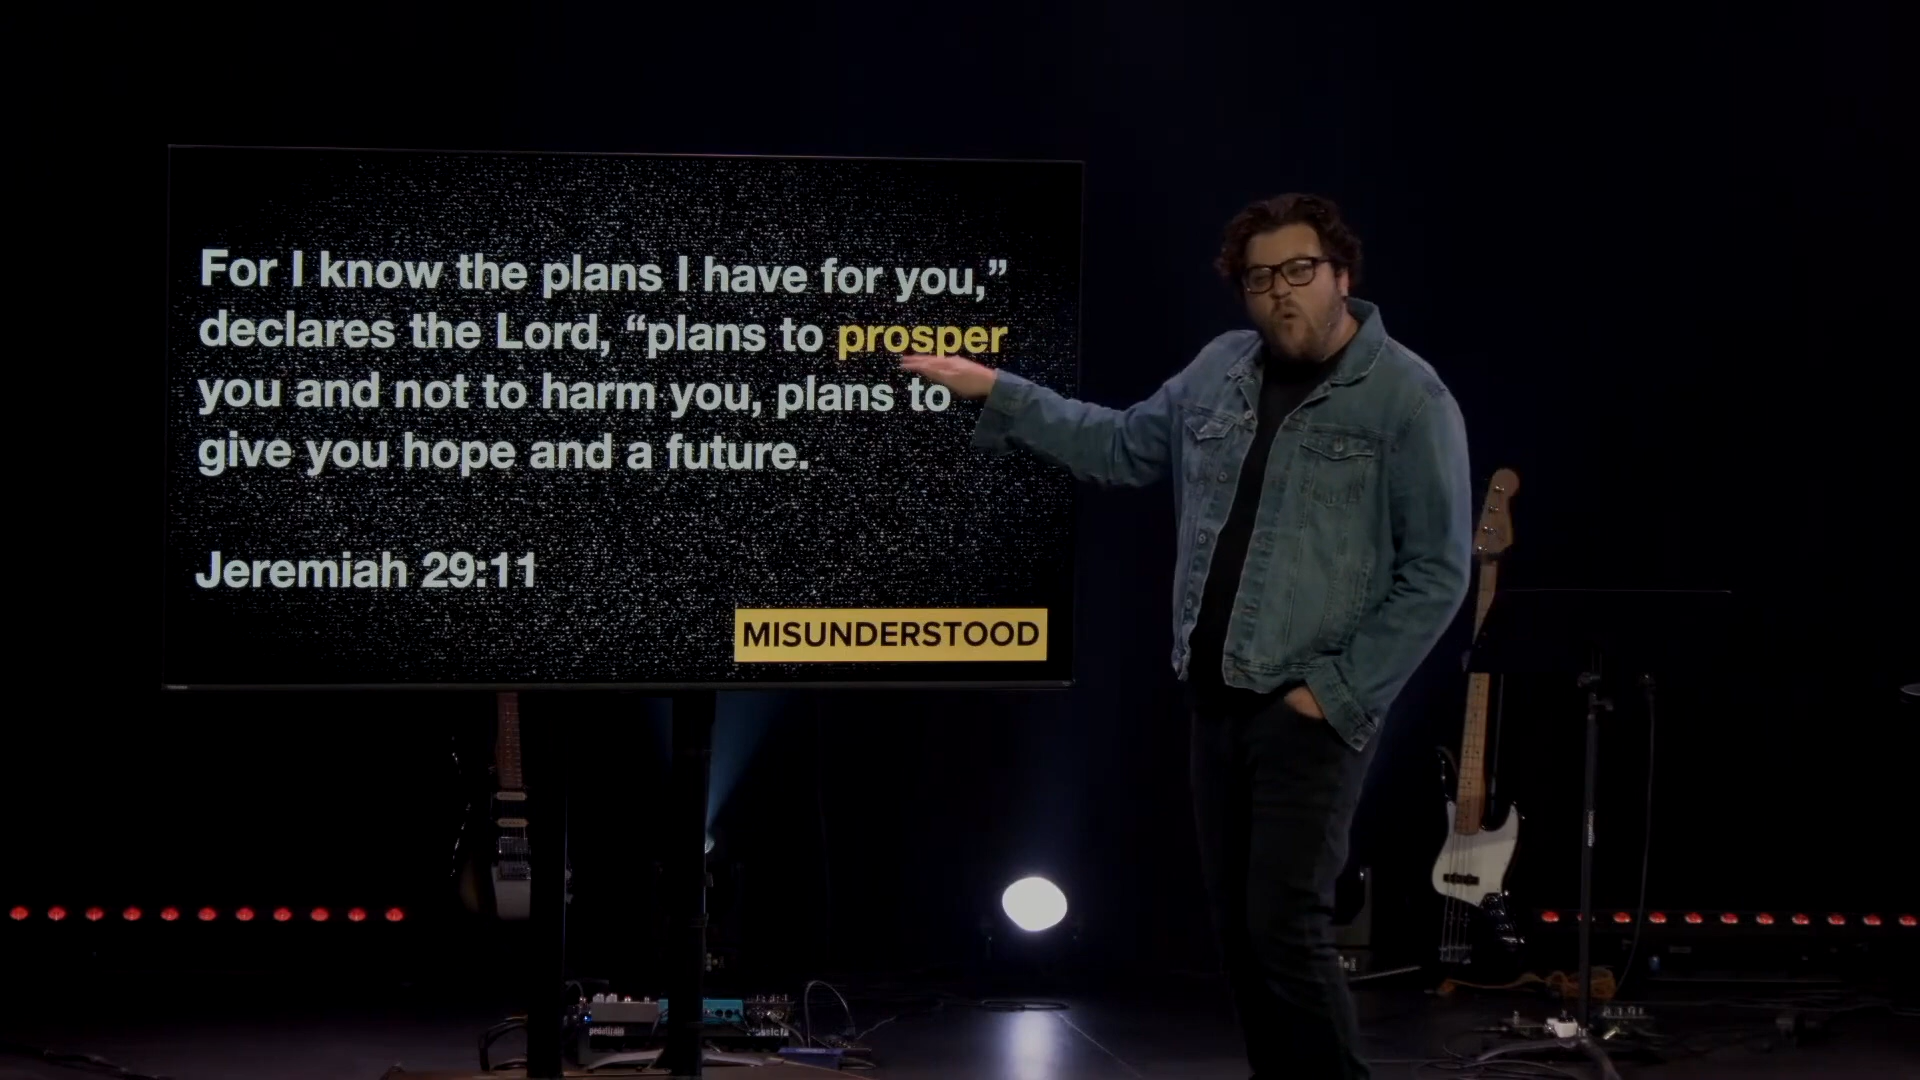 For I know the plans I have for you,”
declares the Lord, “plans to prosper
you and not to harm you, plans to
give you hope and a future.
Jeremiah 29:11
MISUNDERSTOOD
pedaltrain